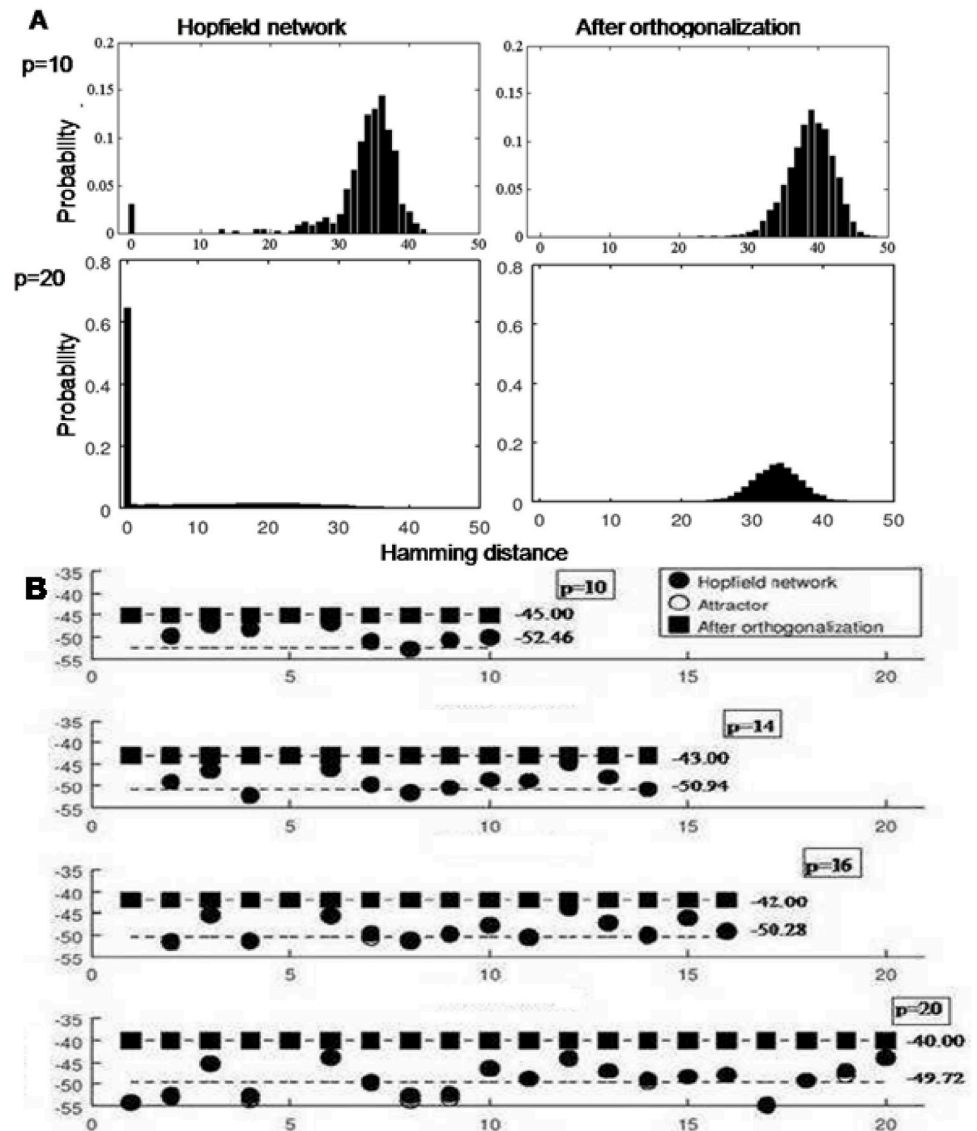 A
Hopfield network
After orthogonalization
p=10
Probability
0.2
0.15
0.1
0.05
0
0 10 20 30 40 50
0.2
0.15
0.1
0.05
0
0 10 20 30 40 50
p=20
Probability
0.8
0.6
0.4
0.2
0
0 10 20 30 40 50
0.8
0.6
0.4
0.2
0
0 10 20 30 40 50
Hamming distance
B
-35
-40
-45
-50
-55
0 5 10 15 20
p=10
-45.00
-52.46
Hopfield network
Attractor
After orthogonalization
-35
-40
-45
-50
-55
0 5 10 15 20
p=14
-43.00
-50.94
-35
-40
-45
-50
-55
0 5 10 15 20
p=16
-42.00
-50.28
-35
-40
-45
-50
-55
0 5 10 15 20
p=20
-40.00
-49.72